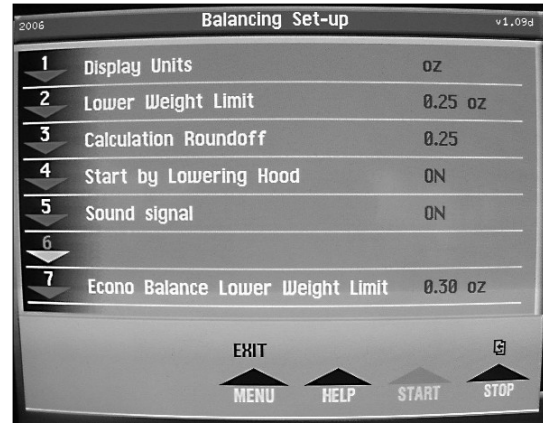 2006 Balancing Set-up v1.09d
1 Display Units oz
2 Lower Weight Limit 0.25 oz
3 Calculation Roundoff 0.25
4 Start by Lowering Hood ON
5 Sound signal ON
6
7 Econo Balance Lower Weight Limit 0.30 oz
EXIT
MENU HELP START STOP